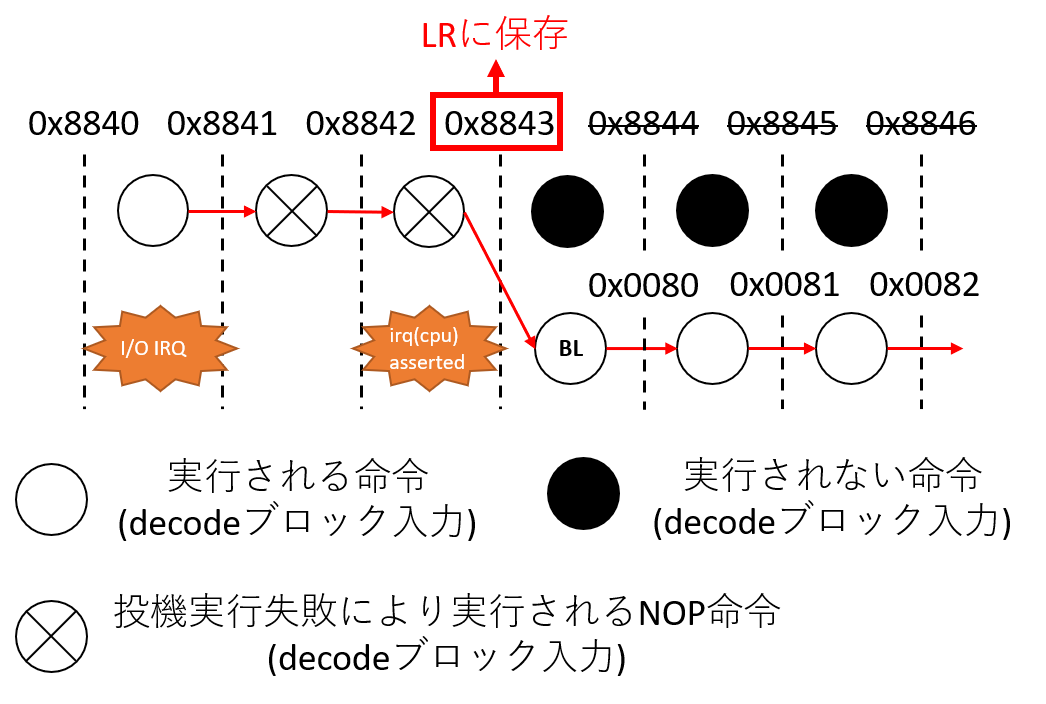 LRに保存
0x8840 0x8841 0x8842 0x8843 0x8844 0x8845 0x8846
0x0080 0x0081 0x0082
I/O IRQ
irq(cpu)
asserted
BL
実行される命令
(decodeブロック入力)
実行されない命令
(decodeブロック入力)
投機実行失敗により実行されるNOP命令
(decodeブロック入力)